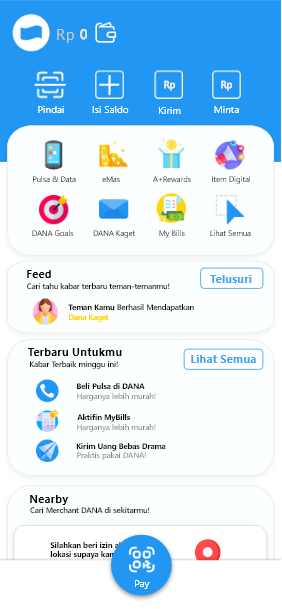 Rp 0
Rp Rp
Pindai Isi Saldo Kirim Minta
Pulsa & Data eMas A+Rewards Item Digital
DANA Goals DANA Kaget My Bills Lihat Semua
Feed
Cari tahu kabar terbaru teman-temanmu!
Telusuri
Teman Kamu Berhasil Mendapatkan
Dana Kaget
Terbaru Untukmu
Kabar Terbaik minggu ini!
Lihat Semua
Beli Pulsa di DANA
Harganya lebih murah!
Aktifin MyBills
Harganya lebih murah!
Kirim Uang Bebas Drama
Praktis pakai DANA!
Nearby
Cari Merchant DANA di sekitarmu!
Silahkan beri izin a
lokasi supaya kam
Pay